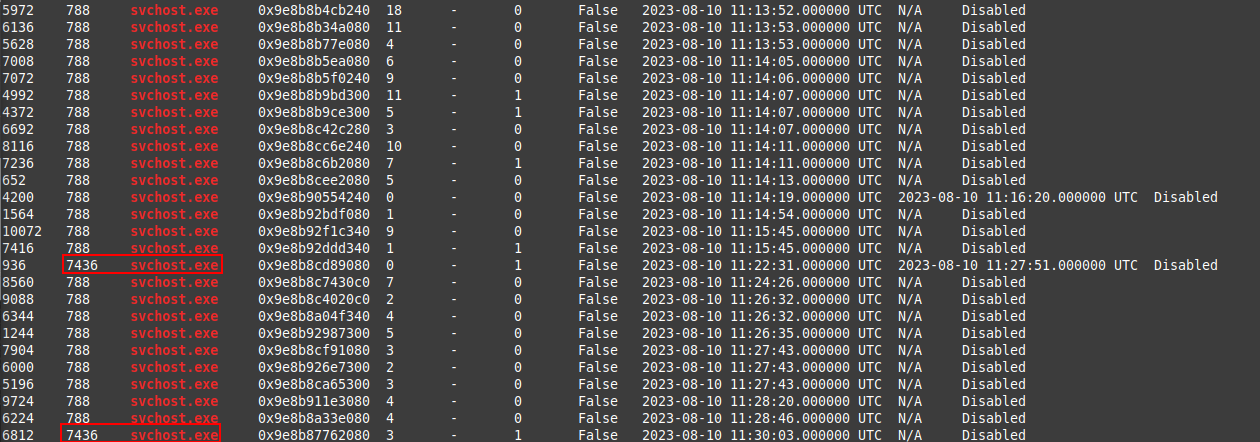 5972 788 svchost.exe 0x9e8b8b4cb240 18 - 0 False 2023-08-10 11:13:52.000000 UTC N/A Disabled
6136 788 svchost.exe 0x9e8b8b34a080 11 - 0 False 2023-08-10 11:13:53.000000 UTC N/A Disabled
5628 788 svchost.exe 0x9e8b8b77e080 4 - 0 False 2023-08-10 11:13:53.000000 UTC N/A Disabled
7008 788 svchost.exe 0x9e8b8b5ea080 6 - 0 False 2023-08-10 11:14:05.000000 UTC N/A Disabled
7072 788 svchost.exe 0x9e8b8b5f0240 9 - 0 False 2023-08-10 11:14:06.000000 UTC N/A Disabled
4992 788 svchost.exe 0x9e8b8b9bd300 11 - 1 False 2023-08-10 11:14:07.000000 UTC N/A Disabled
4372 788 svchost.exe 0x9e8b8b9ce300 5 - 1 False 2023-08-10 11:14:07.000000 UTC N/A Disabled
6692 788 svchost.exe 0x9e8b8c42c280 3 - 0 False 2023-08-10 11:14:07.000000 UTC N/A Disabled
8116 788 svchost.exe 0x9e8b8cc6e240 10 - 0 False 2023-08-10 11:14:11.000000 UTC N/A Disabled
7236 788 svchost.exe 0x9e8b8c6b2080 7 - 1 False 2023-08-10 11:14:11.000000 UTC N/A Disabled
652 788 svchost.exe 0x9e8b8cee2080 5 - 0 False 2023-08-10 11:14:13.000000 UTC N/A Disabled
4200 788 svchost.exe 0x9e8b90554240 0 - 0 False 2023-08-10 11:14:19.000000 UTC 2023-08-10 11:16:20.000000 UTC Disabled
1564 788 svchost.exe 0x9e8b92bdf080 1 - 0 False 2023-08-10 11:14:54.000000 UTC N/A Disabled
10072 788 svchost.exe 0x9e8b92f1c340 9 - 0 False 2023-08-10 11:15:45.000000 UTC N/A Disabled
7416 788 svchost.exe 0x9e8b92ddd340 1 - 1 False 2023-08-10 11:15:45.000000 UTC N/A Disabled
936 7436 svchost.exe 0x9e8b8cd89080 0 - 1 False 2023-08-10 11:22:31.000000 UTC 2023-08-10 11:27:51.000000 UTC Disabled
8560 788 svchost.exe 0x9e8b8c7430c0 7 - 0 False 2023-08-10 11:24:26.000000 UTC N/A Disabled
9088 788 svchost.exe 0x9e8b8c4020c0 2 - 0 False 2023-08-10 11:26:32.000000 UTC N/A Disabled
6344 788 svchost.exe 0x9e8b8a04f340 4 - 0 False 2023-08-10 11:26:32.000000 UTC N/A Disabled
1244 788 svchost.exe 0x9e8b92987300 5 - 0 False 2023-08-10 11:26:35.000000 UTC N/A Disabled
7904 788 svchost.exe 0x9e8b8cf91080 3 - 0 False 2023-08-10 11:27:43.000000 UTC N/A Disabled
6000 788 svchost.exe 0x9e8b926e7300 2 - 0 False 2023-08-10 11:27:43.000000 UTC N/A Disabled
5196 788 svchost.exe 0x9e8b8ca65300 3 - 0 False 2023-08-10 11:27:43.000000 UTC N/A Disabled
9724 788 svchost.exe 0x9e8b911e3080 4 - 0 False 2023-08-10 11:28:20.000000 UTC N/A Disabled
6224 788 svchost.exe 0x9e8b8a33e080 4 - 0 False 2023-08-10 11:28:46.000000 UTC N/A Disabled
6812 7436 svchost.exe 0x9e8b87762080 3 - 1 False 2023-08-10 11:30:03.000000 UTC N/A Disabled